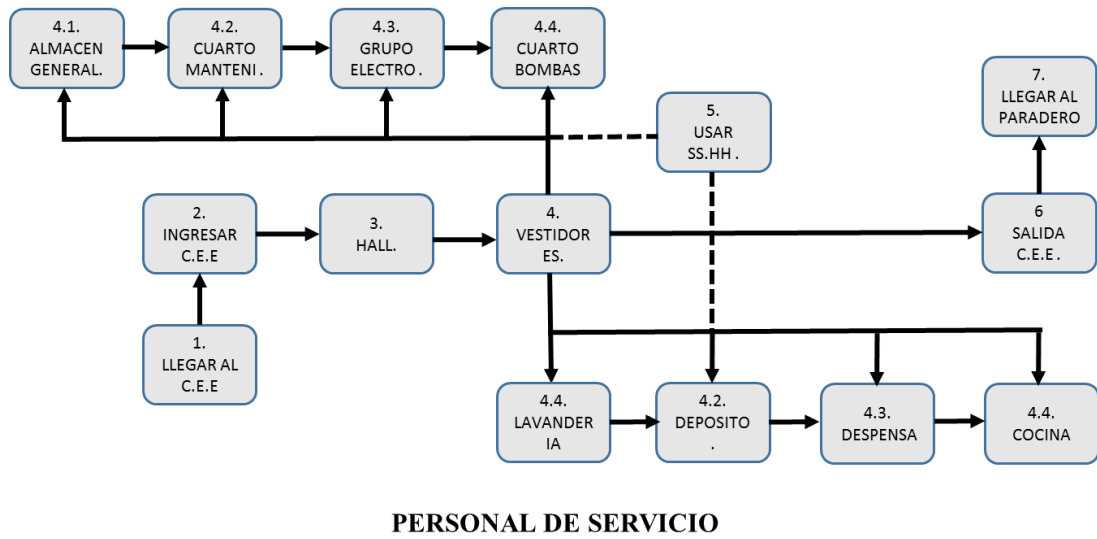 4.1.
ALMACEN
GENERAL.
4.2.
CUARTO
MANTENI .
4.3.
GRUPO
ELECTRO .
4.4.
CUARTO
BOMBAS
5.
USAR
SS.HH .
7.
LLEGAR AL
PARADERO
2.
INGRESAR
C.E.E
3.
HALL.
4.
VESTIDOR
ES.
6
SALIDA
C.E.E .
1.
LLEGAR AL
C.E.E
4.4.
LAVANDER
IA
4.2.
DEPOSITO
.
4.3.
DESPENSA
4.4.
COCINA
PERSONAL DE SERVICIO